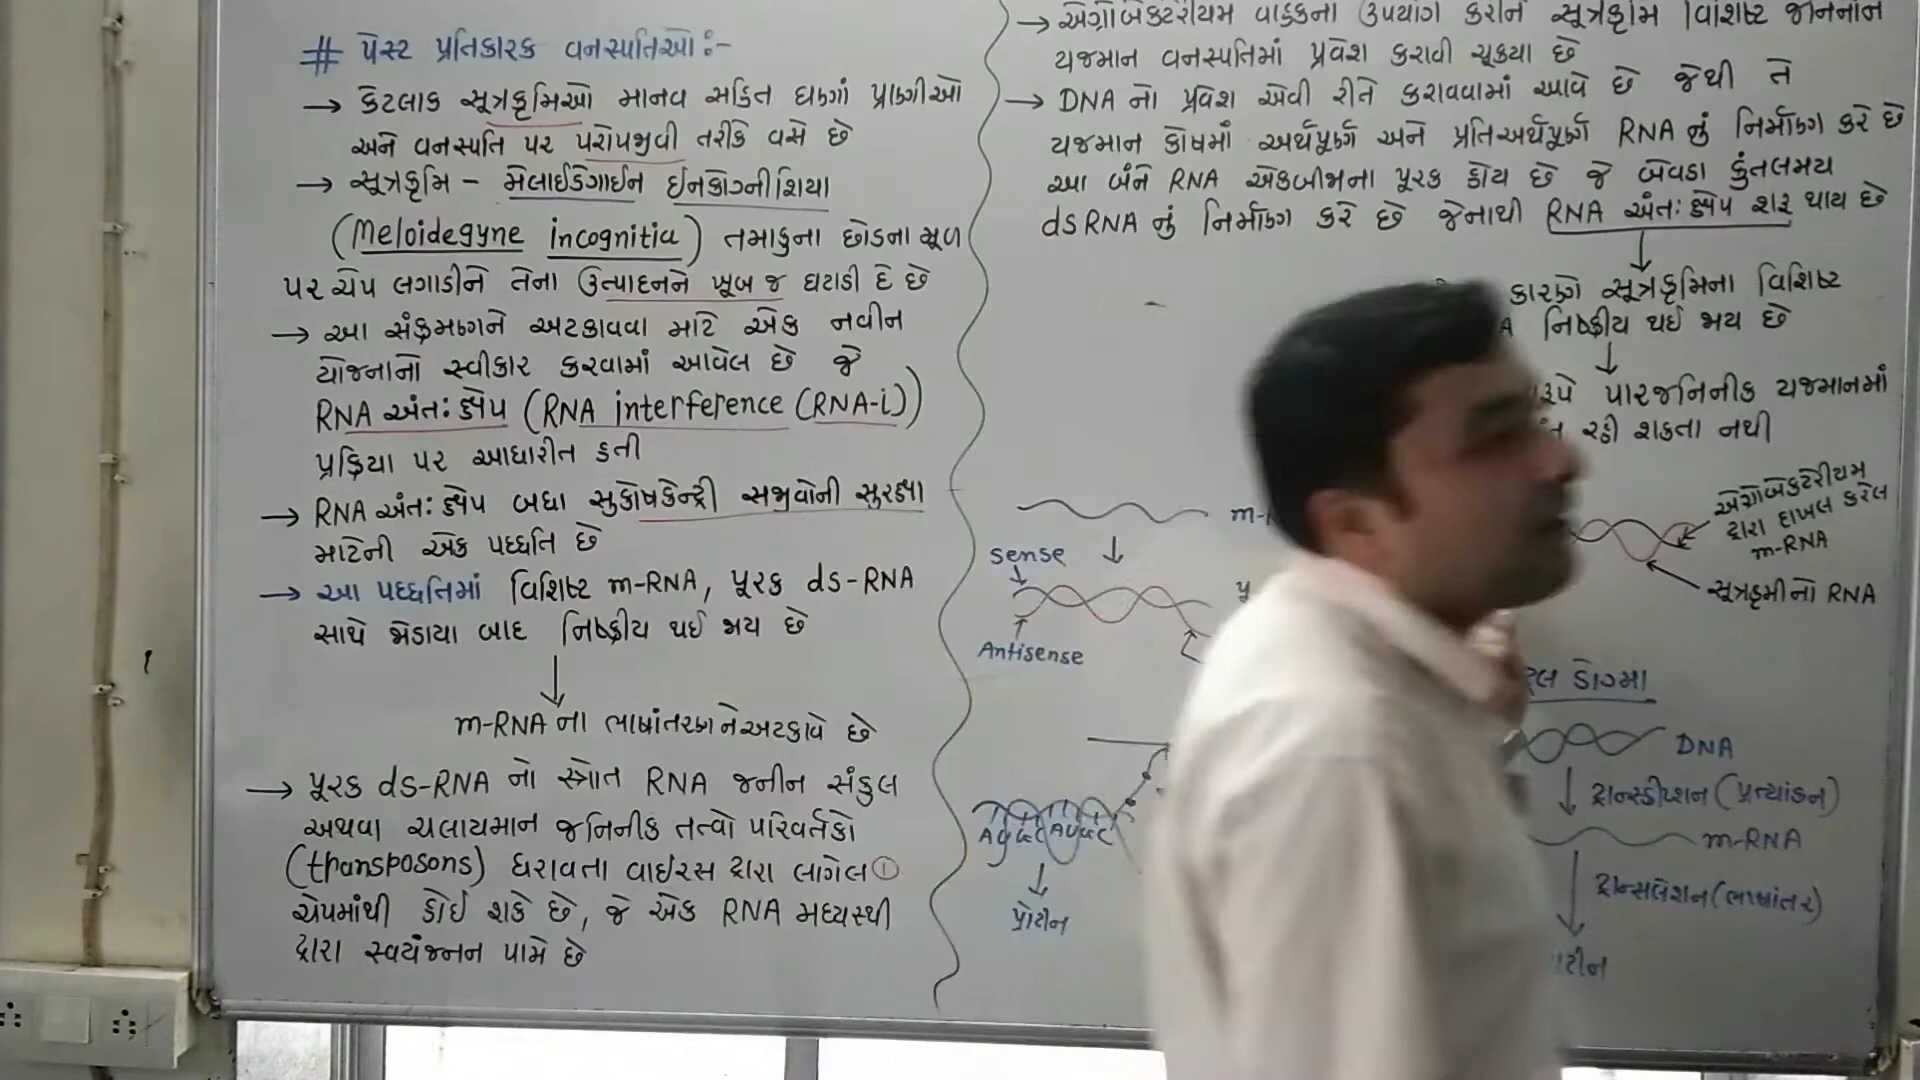 # પેસ્ટ પ્રતિકારક વનસ્પતિઓ :-
→ કેટલાક સૂત્રકૃમિઓ માનવ સહિત ઘણાં પ્રાણીઓ
અને વનસ્પતિ પર પરોપજીવી તરીકે વસે છે
→ સૂત્રકૃમિ - મેલાઈડેગાઈન ઈનકોગ્નીશિયા
(Meloidegyne incognitia) તમાકુના છોડના મૂળ
પર ચેપ લગાડીને તેના ઉત્પાદનને ખૂબ જ ઘટાડી દે છે
→ આ સંક્રમણને અટકાવવા માટે એક નવીન
યોજનાનો સ્વીકાર કરવામાં આવેલ છે જે
RNA અંતઃક્ષેપ (RNA interference (RNA-i))
પ્રક્રિયા પર આધારીત હતી
→ RNA અંતઃક્ષેપ બધા સુકોષકેન્દ્રી સજીવોની સુરક્ષા
માટેની એક પધ્ધતિ છે
→ આ પધ્ધતિમાં વિશિષ્ટ m-RNA, પૂરક ds-RNA
સાથે જોડાયા બાદ નિષ્ક્રીય થઈ જાય છે
↓
m-RNA ના ભાષાંતરણને અટકાવે છે
→ પૂરક ds-RNA નો સ્ત્રોત RNA જનીન સંકુલ
અથવા ચલાયમાન જનિનીક તત્વો પરિવર્તકો
(transposons) ધરાવતા વાઈરસ દ્વારા લાગેલ ①
ચેપમાંથી હોઈ શકે છે, જે એક RNA મધ્યસ્થી
દ્વારા સ્વયંજનન પામે છે
→ એગ્રોબેક્ટેરીયમ વાહકનો ઉપયોગ કરીને સૂત્રકૃમિ વિશિષ્ટ જનીનોને
યજમાન વનસ્પતિમાં પ્રવેશ કરાવી ચૂકયા છે
→ DNA નો પ્રવેશ એવી રીતે કરાવવામાં આવે છે જેથી તે
યજમાન કોષમાં અર્થપૂર્ણ અને પ્રતિઅર્થપૂર્ણ RNA નું નિર્માણ કરે છે
આ બંને RNA એકબીજાના પૂરક હોય છે જે બેવડા કુંતલમય
dsRNA નું નિર્માણ કરે છે જેનાથી RNA અંતઃક્ષેપ શરૂ થાય છે
↓
કારણે સૂત્રકૃમિના વિશિષ્ટ
નિષ્ક્રીય થઈ જાય છે
↓
પારજનિનીક યજમાનમાં
રહી શકતા નથી
sense
Antisense
AUGC AUGC
પ્રોટીન
એગ્રોબેકટેરીયમ
દ્વારા દાખલ કરેલ
m-RNA
સૂત્રકૃમીનો RNA
ડોગ્મા
DNA
ટ્રાન્સ્ક્રીપ્શન (પ્રત્યાંકન)
m-RNA
ટ્રાન્સલેશન (ભાષાંતર)